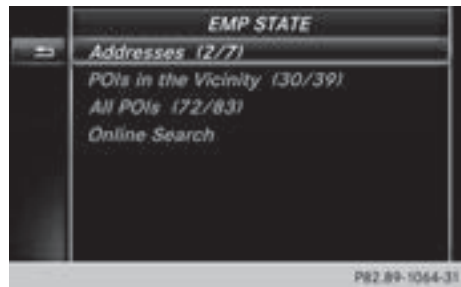 EMP STATE
Addresses (2/7)
POIs in the Vicinity (30/39)
All POIs (72/83)
Online Search
P82.89-1064-31